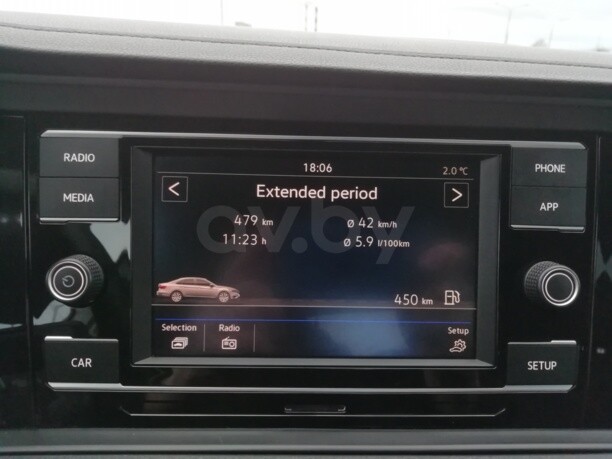 RADIO
MEDIA
CAR
18:06 2.0 °C
< Extended period >
479 km Ø 42 km/h
11:23 h Ø 5.9 l/100km
av.by
450 km
Selection Radio Setup
PHONE
APP
SETUP